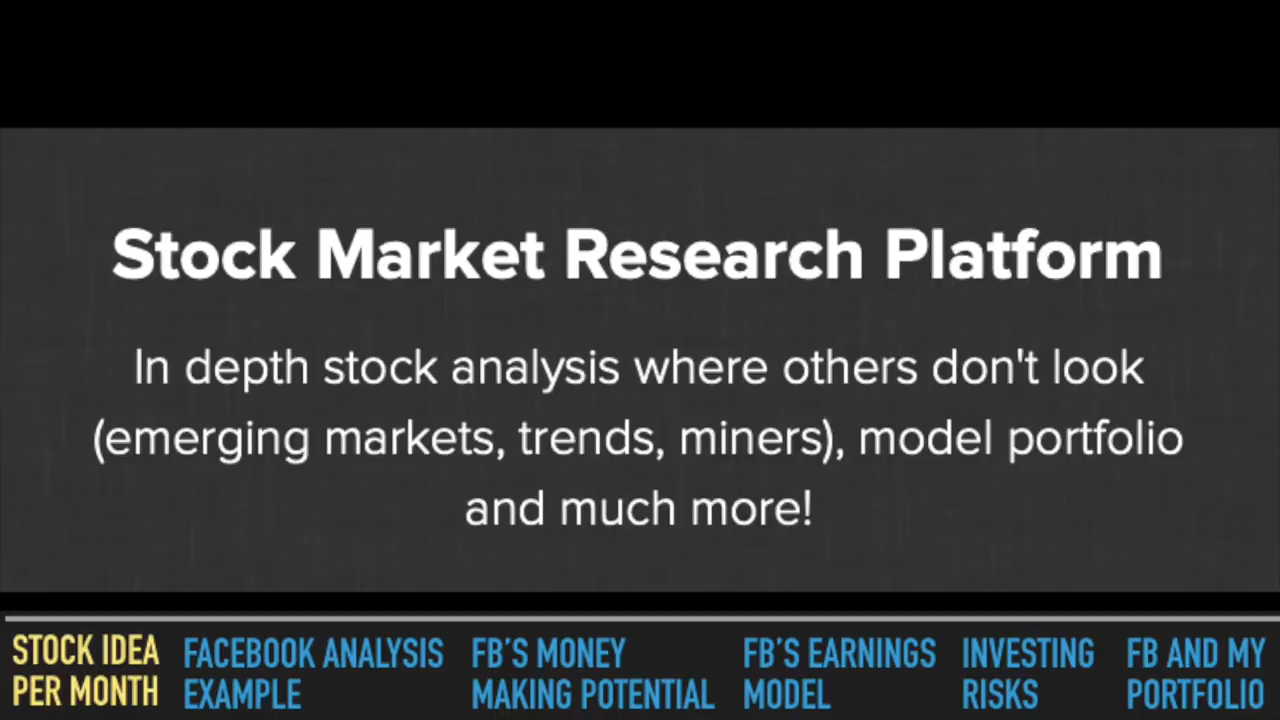 Stock Market Research Platform
In depth stock analysis where others don't look
(emerging markets, trends, miners), model portfolio
and much more!
STOCK IDEA
PER MONTH
FACEBOOK ANALYSIS
EXAMPLE
FB'S MONEY
MAKING POTENTIAL
FB'S EARNINGS
MODEL
INVESTING
RISKS
FB AND MY
PORTFOLIO